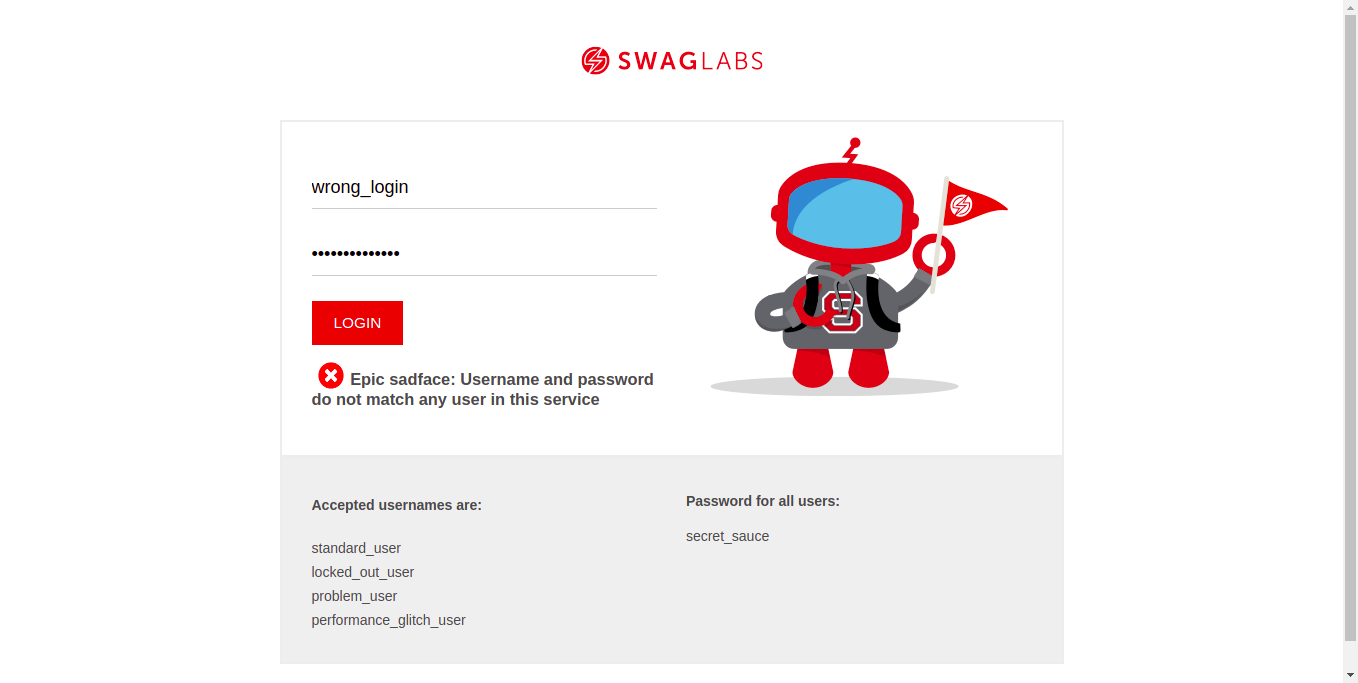 SWAGLABS
wrong_login
••••••••••••••
LOGIN
Epic sadface: Username and password
do not match any user in this service
S
Accepted usernames are:
standard_user
locked_out_user
problem_user
performance_glitch_user
Password for all users:
secret_sauce